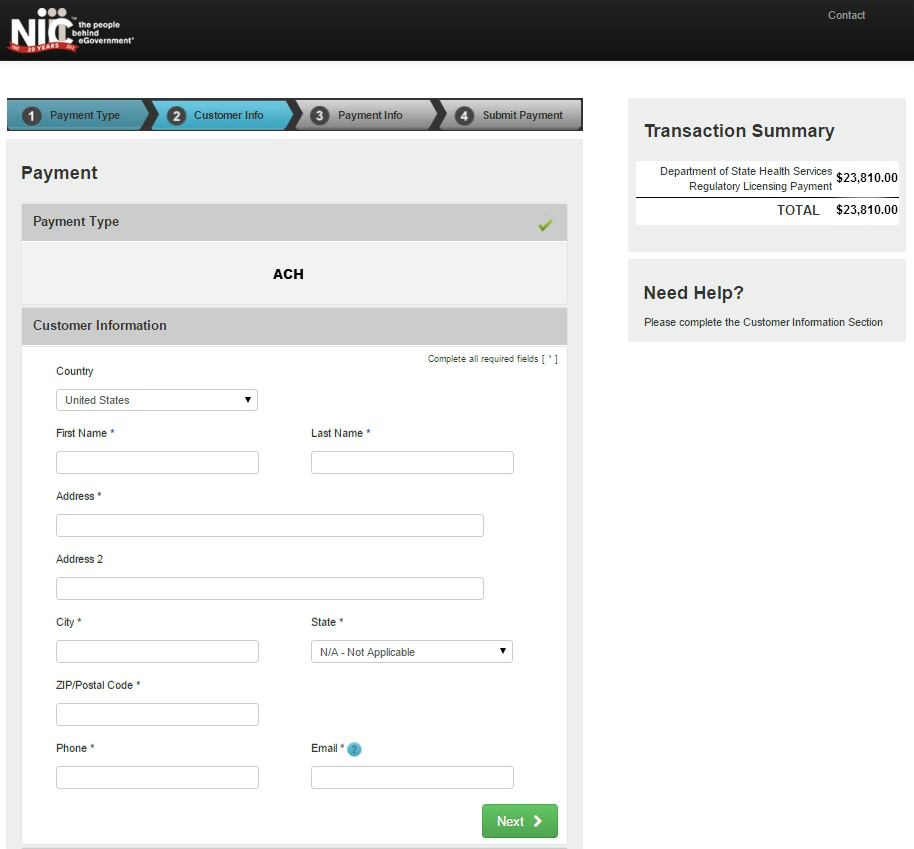 NIC™
the people
behind
eGovernment®
20 YEARS
Contact
1 Payment Type 2 Customer Info 3 Payment Info 4 Submit Payment
Payment
Payment Type
ACH
Customer Information
Complete all required fields [ * ]
Country
United States
First Name * Last Name *
Address *
Address 2
City * State *
N/A - Not Applicable
ZIP/Postal Code *
Phone * Email * ?
Next
Transaction Summary
Department of State Health Services
Regulatory Licensing Payment $23,810.00
TOTAL $23,810.00
Need Help?
Please complete the Customer Information Section